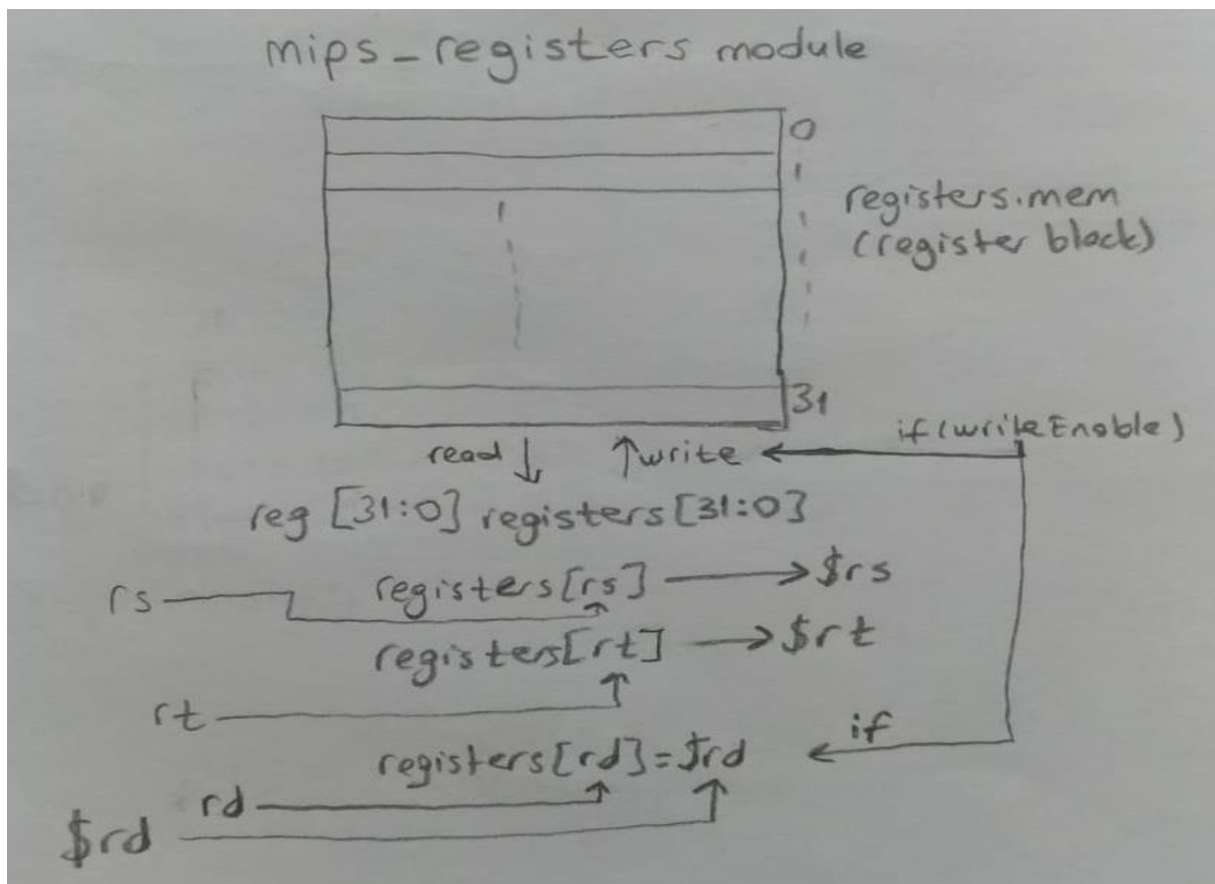 mips_registers module
0
registers.mem
(register block)
31
if(writeEnable)
read ↓ ↑write
reg [31:0] registers[31:0]
rs registers[rs] → $rs
registers[rt] → $rt
rt
registers[rd]=$rd if
rd
$rd